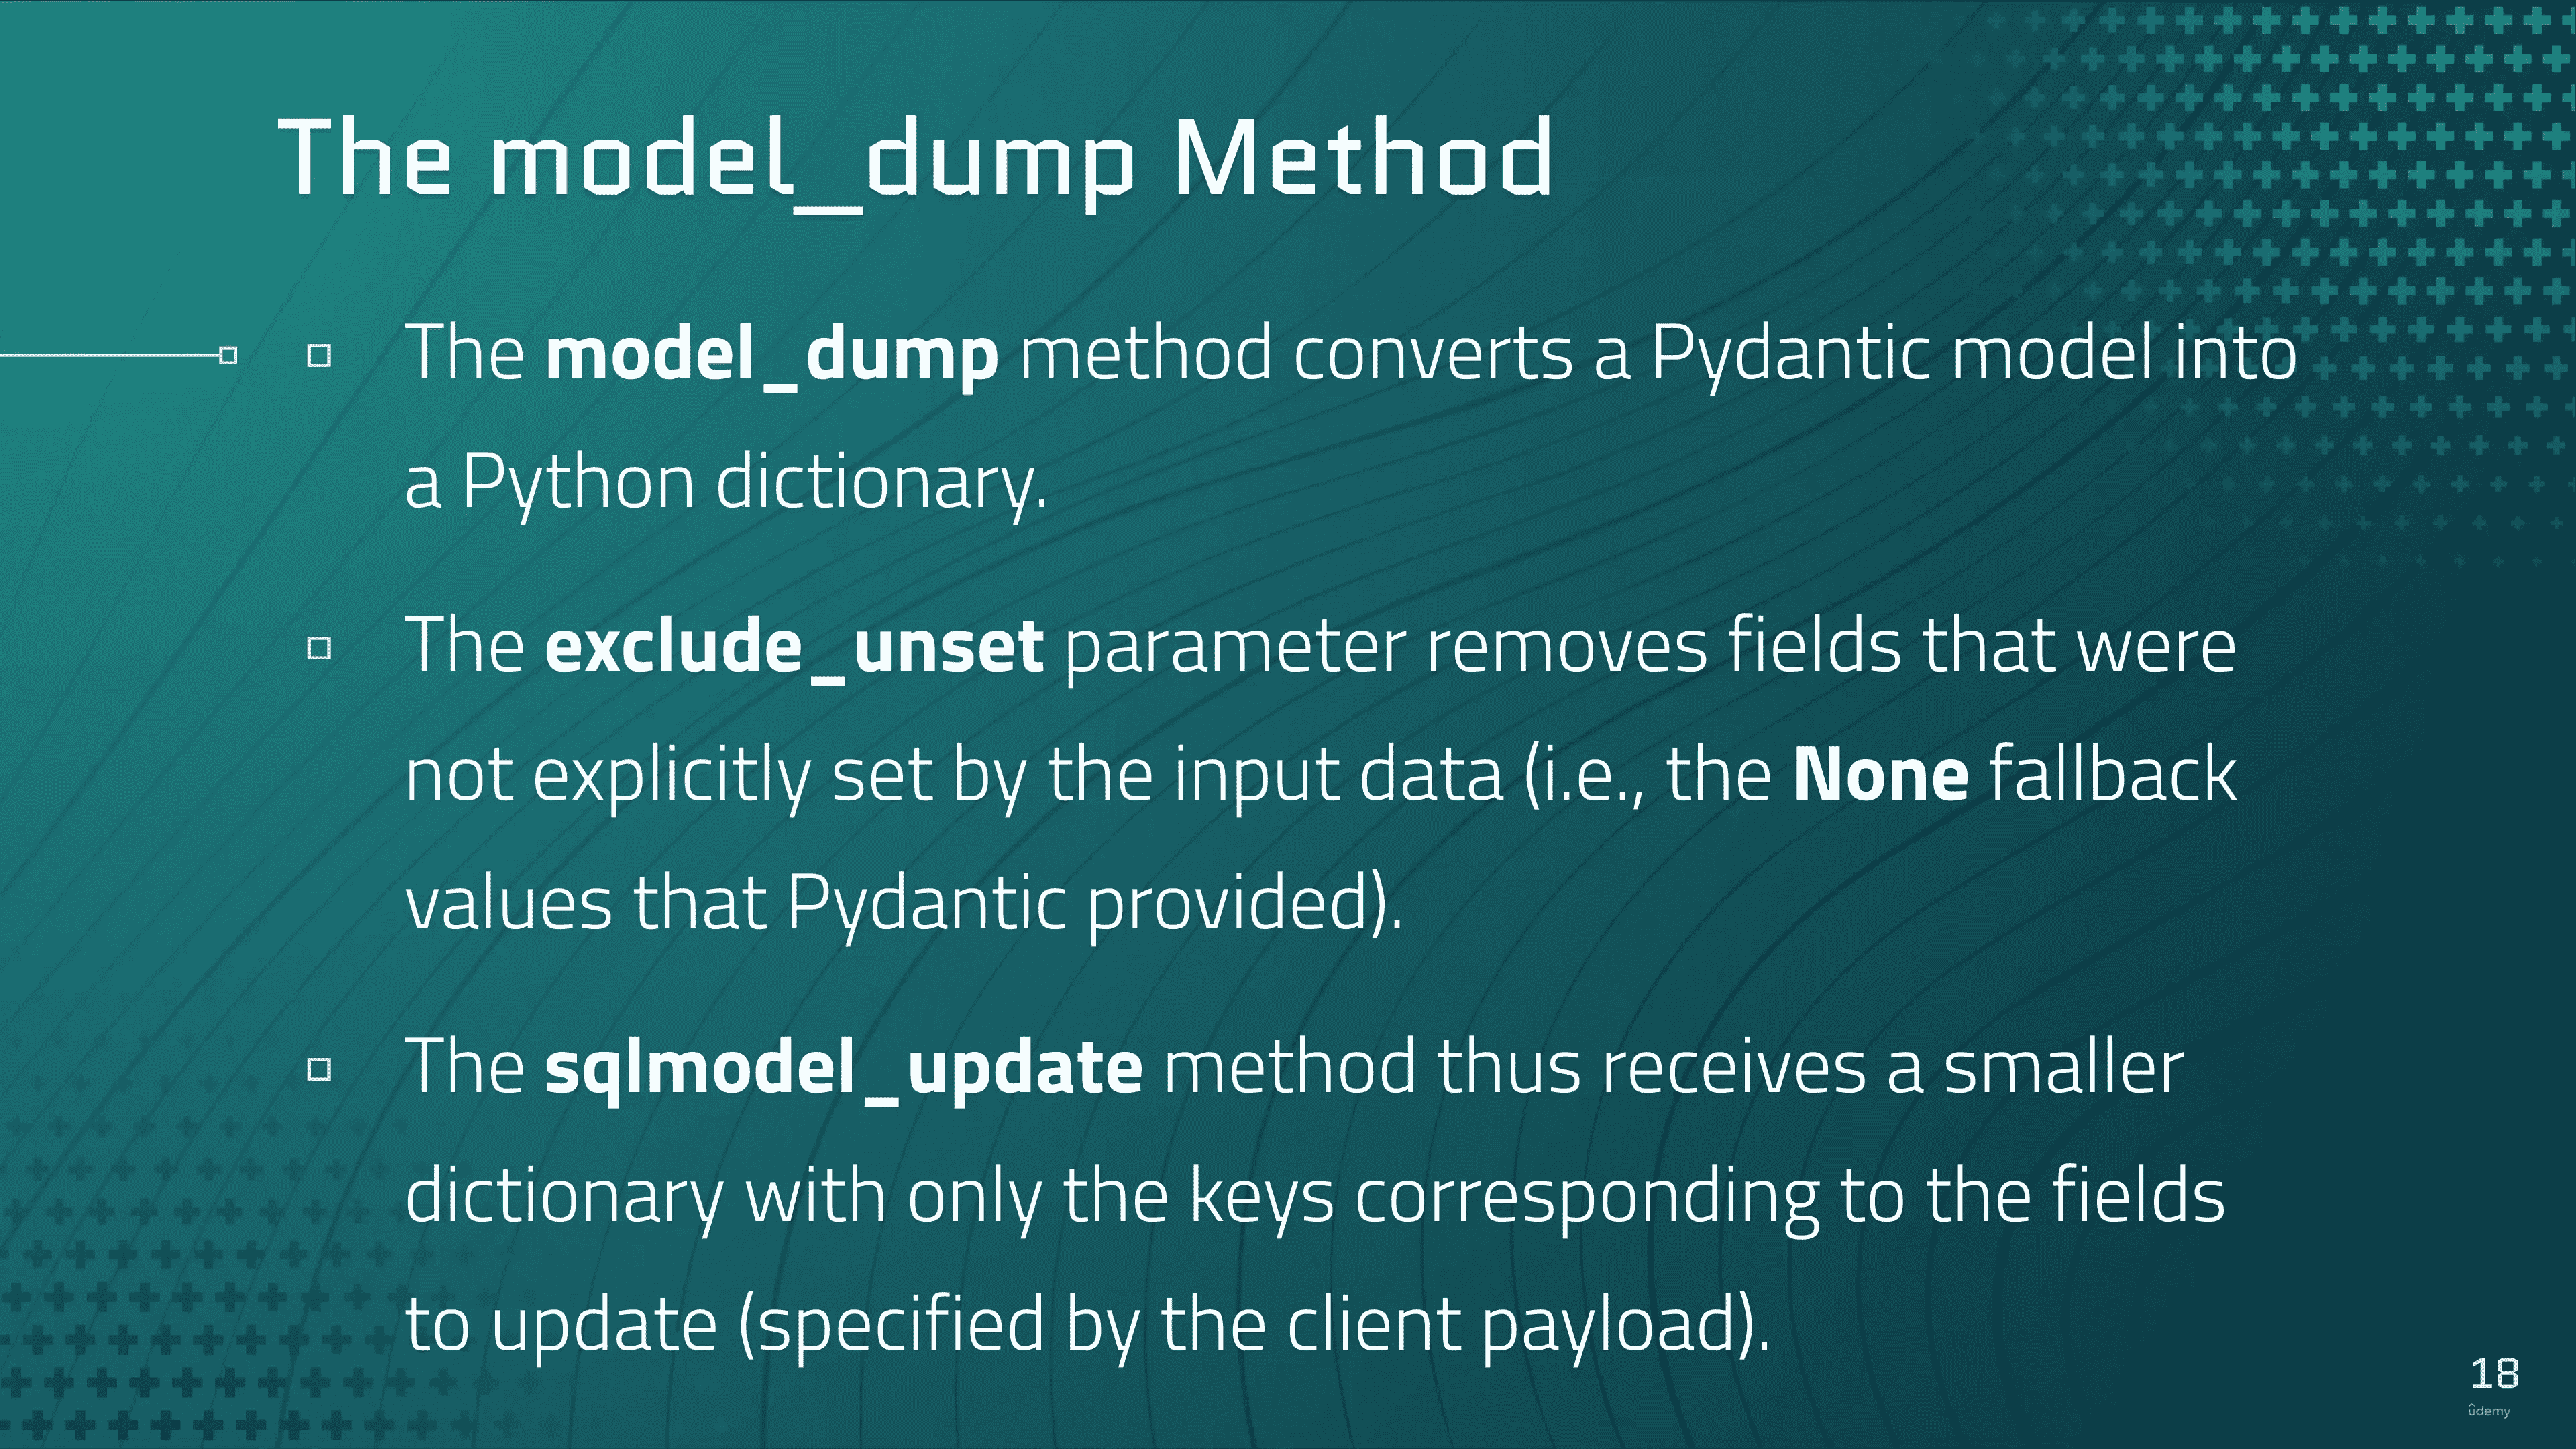 The model_dump Method
The model_dump method converts a Pydantic model into
a Python dictionary.
The exclude_unset parameter removes fields that were
not explicitly set by the input data (i.e., the None fallback
values that Pydantic provided).
The sqlmodel_update method thus receives a smaller
dictionary with only the keys corresponding to the fields
to update (specified by the client payload).
18
ûdemy